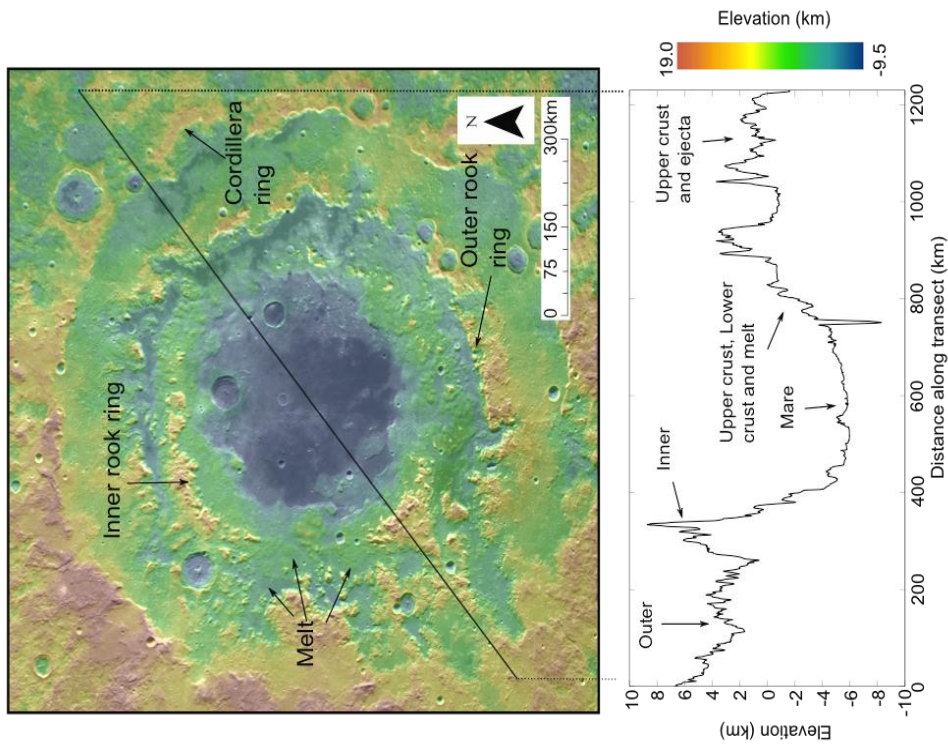 Inner rook ring
Cordillera
ring
Melt
Outer rook
ring
N
0
75
150
300km
Elevation (km)
19.0
-9.5
Outer
Inner
Mare
Upper crust, Lower
crust and melt
Upper crust
and ejecta
Elevation (km)
10
8
6
4
2
0
-2
-4
-6
-8
-10
0
200
400
600
800
1000
1200
Distance along transect (km)